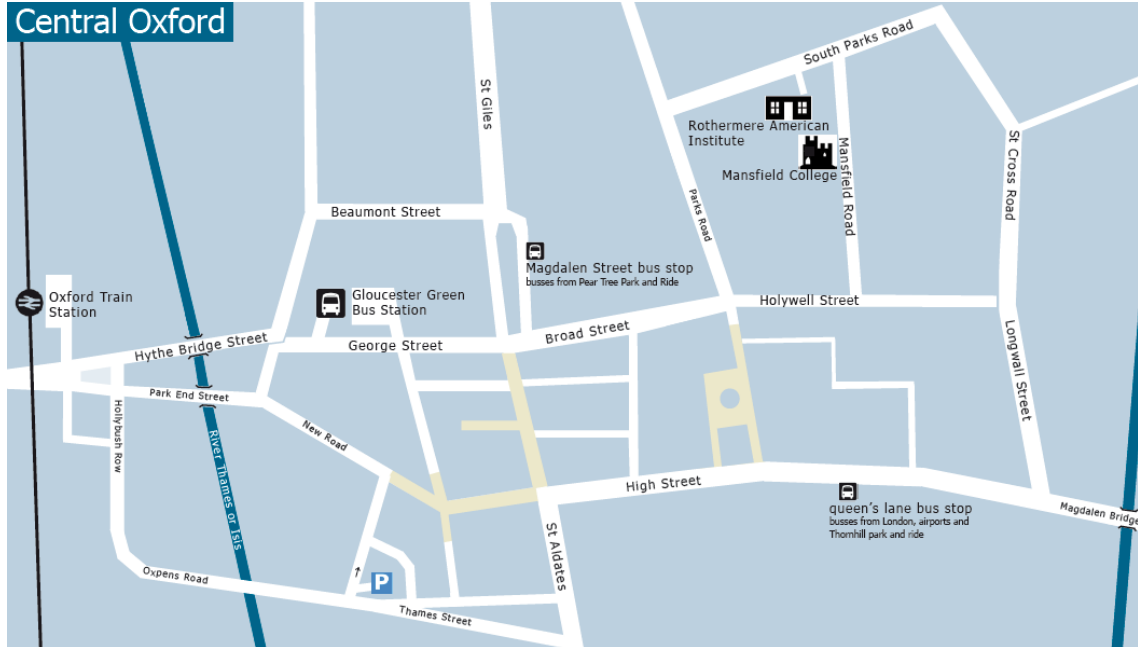 Central Oxford
South Parks Road
St Giles
Rothermere American
Institute
Mansfield College
Mansfield Road
St Cross Road
Parks Road
Beaumont Street
Magdalen Street bus stop
busses from Pear Tree Park and Ride
Oxford Train
Station
Gloucester Green
Bus Station
Holywell Street
Hythe Bridge Street
George Street
Broad Street
Longwall Street
Park End Street
Hollybush Row
New Road
River Thames or Isis
High Street
queen's lane bus stop
busses from London, airports and
Thornhill park and ride
Magdalen Bridge
St Aldates
Oxpens Road
P
Thames Street